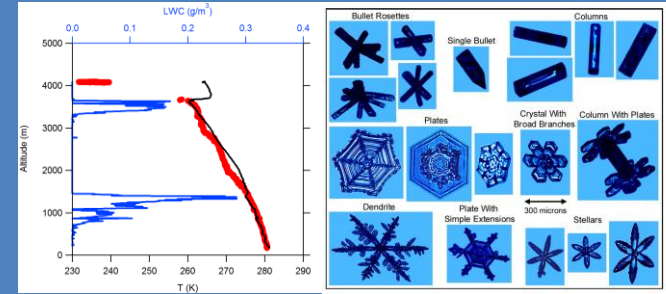 LWC (g/m³)
0.0 0.1 0.2 0.3 0.4
5000
4000
3000
2000
1000
0
Altitude (m)
230 240 250 260 270 280 290
T (K)
Bullet Rosettes
Columns
Single Bullet
Plates
Crystal With
Broad Branches
Column With Plates
300 microns
Dendrite
Plate With
Simple Extensions
Stellars